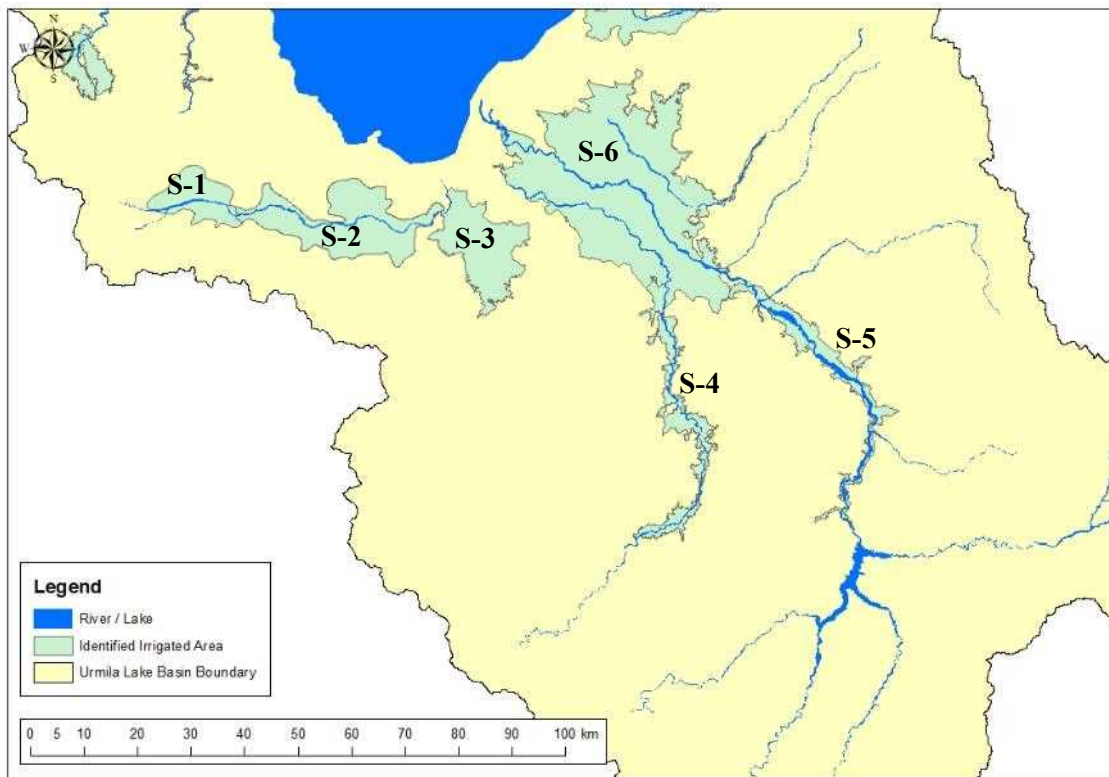 N
W
S
S-1
S-2
S-3
S-4
S-5
S-6
Legend
River / Lake
Identified Irrigated Area
Urmila Lake Basin Boundary
0 5 10 20 30 40 50 60 70 80 90 100 km